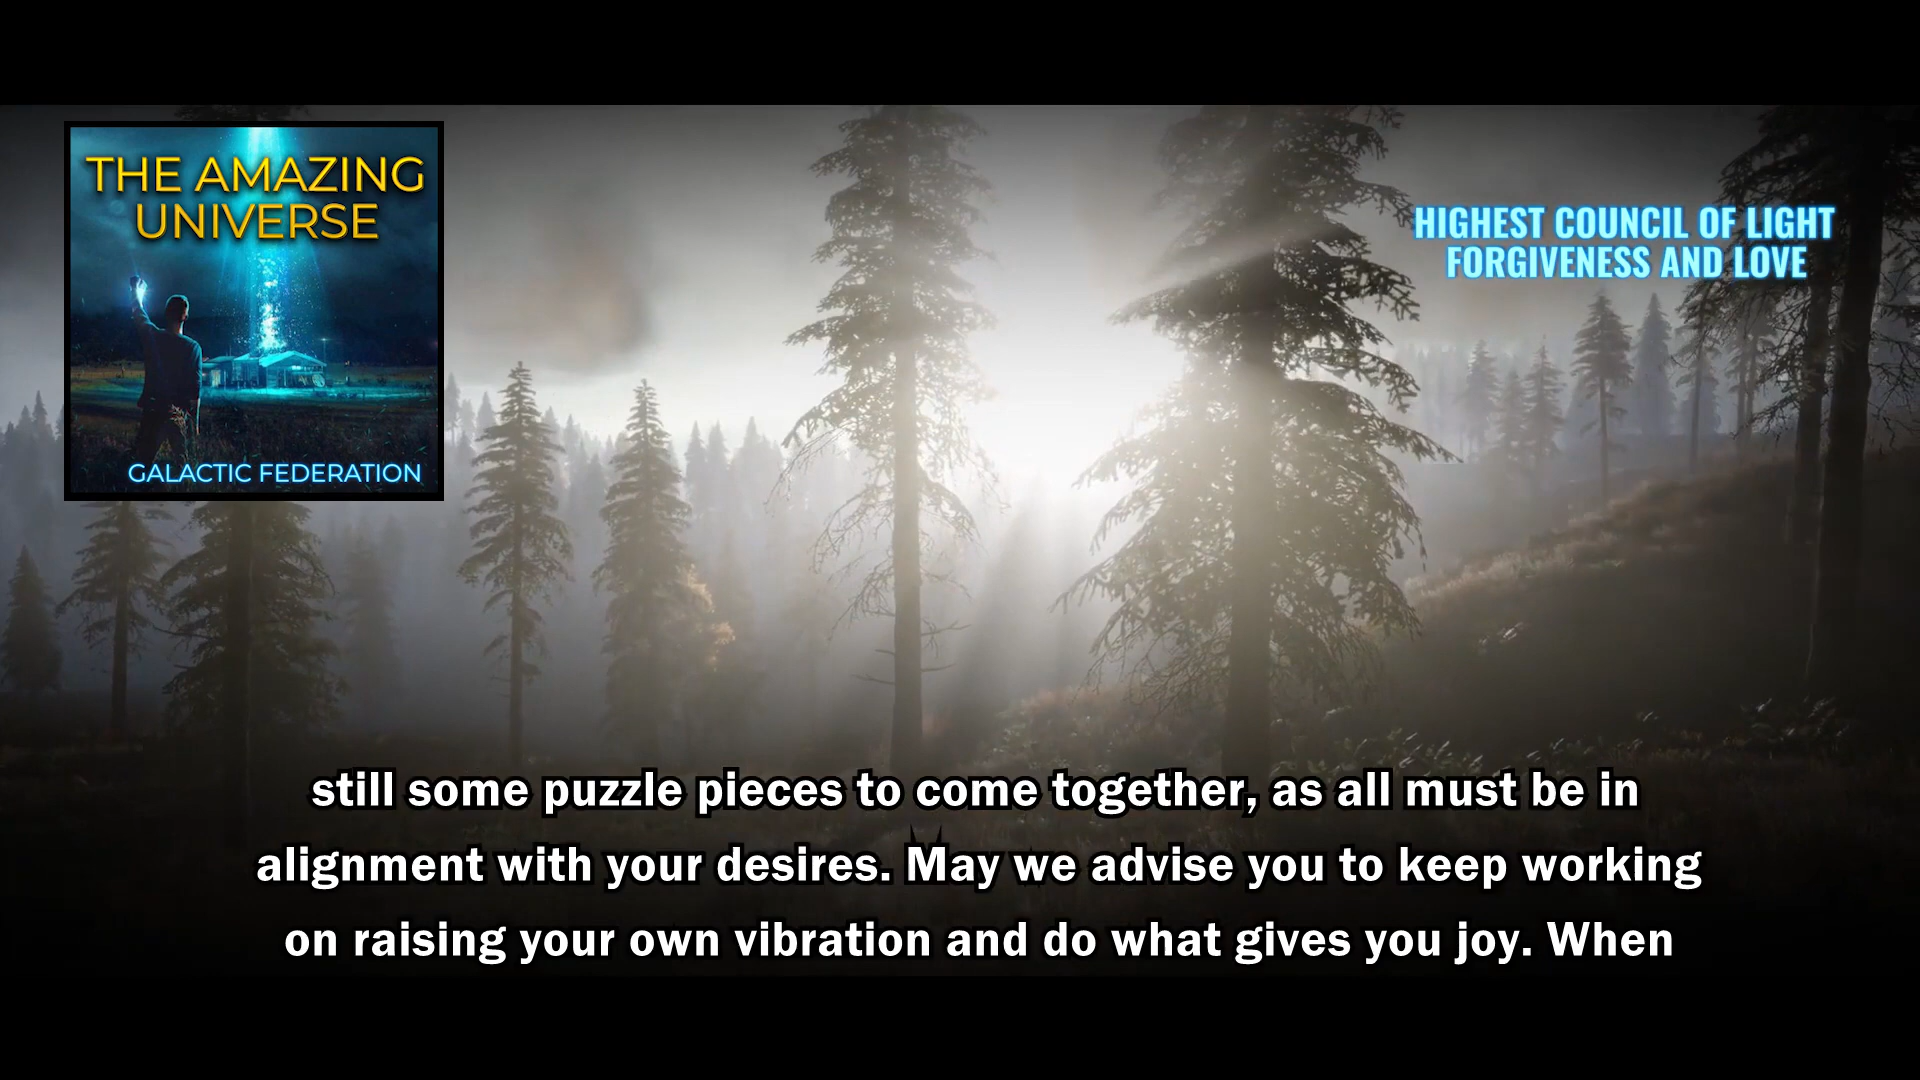 THE AMAZING
UNIVERSE
GALACTIC FEDERATION
HIGHEST COUNCIL OF LIGHT
FORGIVENESS AND LOVE
still some puzzle pieces to come together, as all must be in
alignment with your desires. May we advise you to keep working
on raising your own vibration and do what gives you joy. When